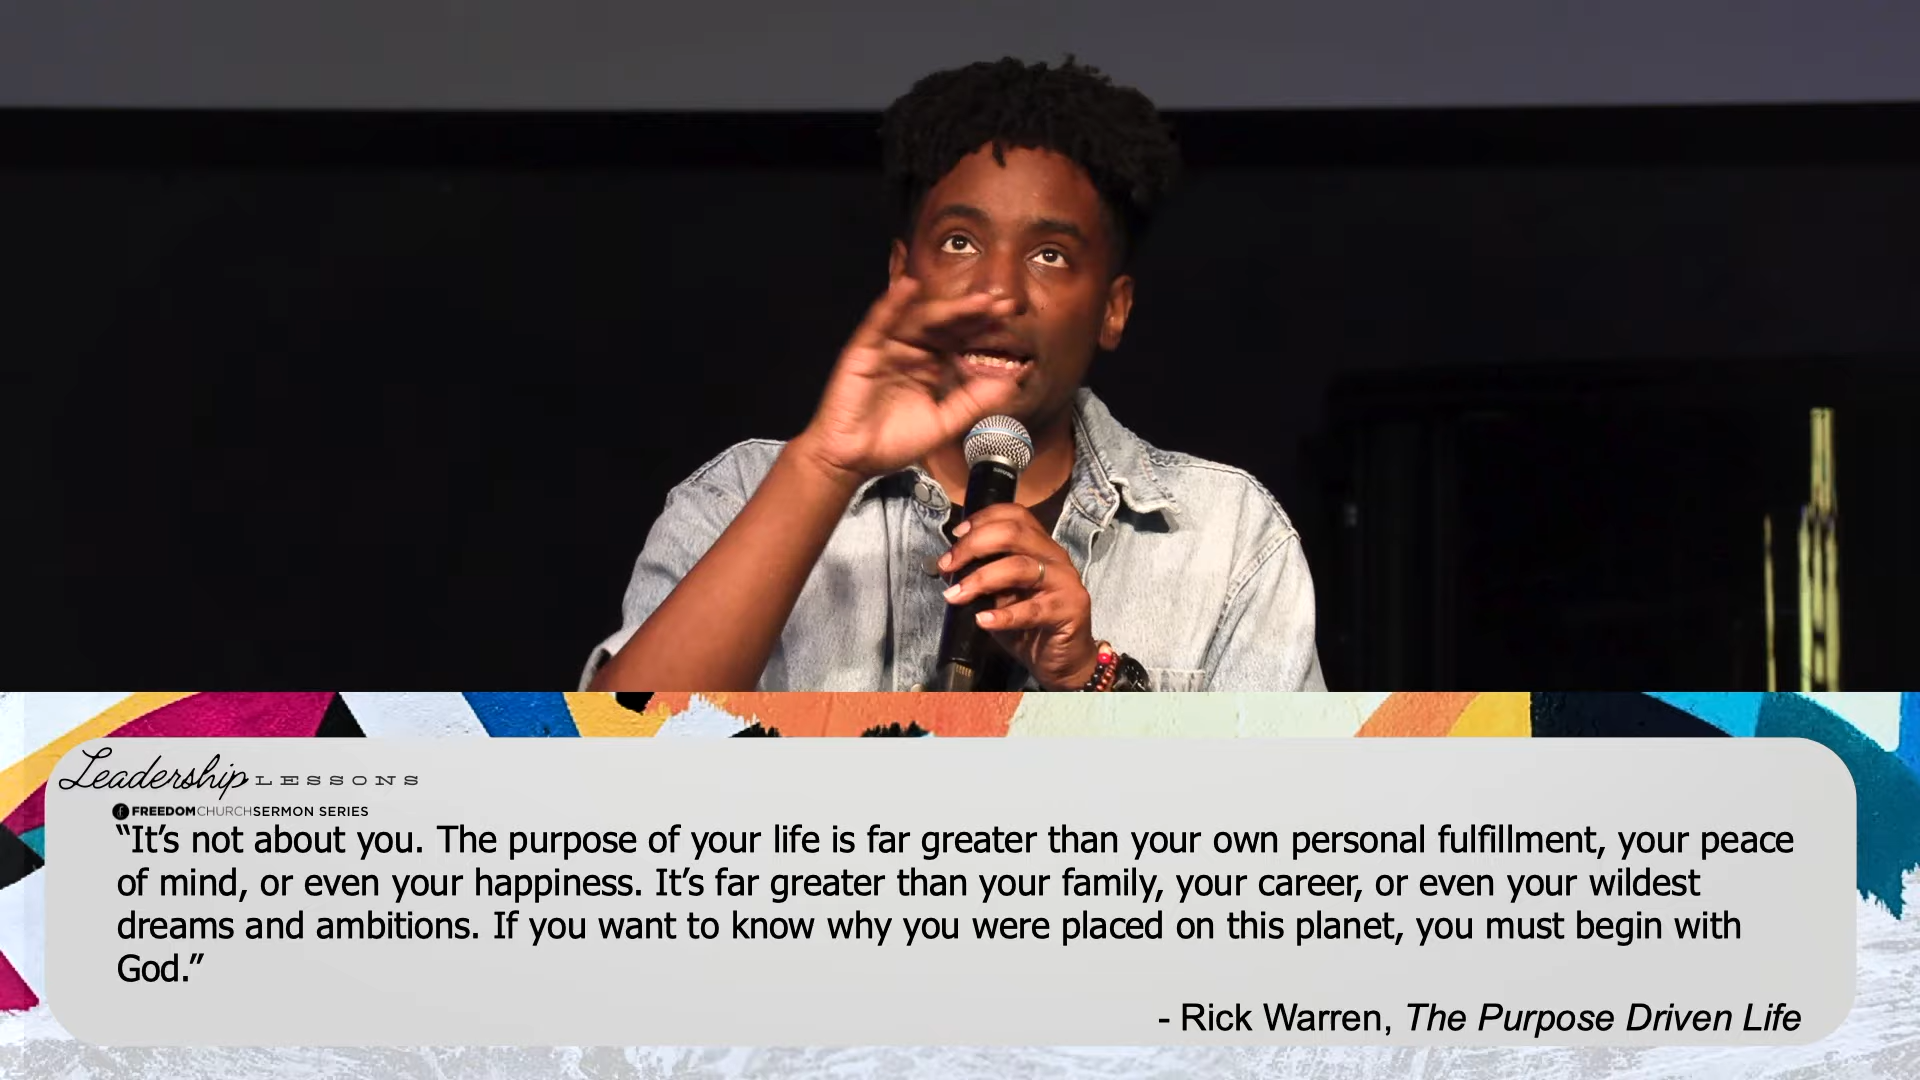 Leadership LESSONS
FREEDOMCHURCHSERMON SERIES
“It’s not about you. The purpose of your life is far greater than your own personal fulfillment, your peace
of mind, or even your happiness. It’s far greater than your family, your career, or even your wildest
dreams and ambitions. If you want to know why you were placed on this planet, you must begin with
God.”
- Rick Warren, The Purpose Driven Life